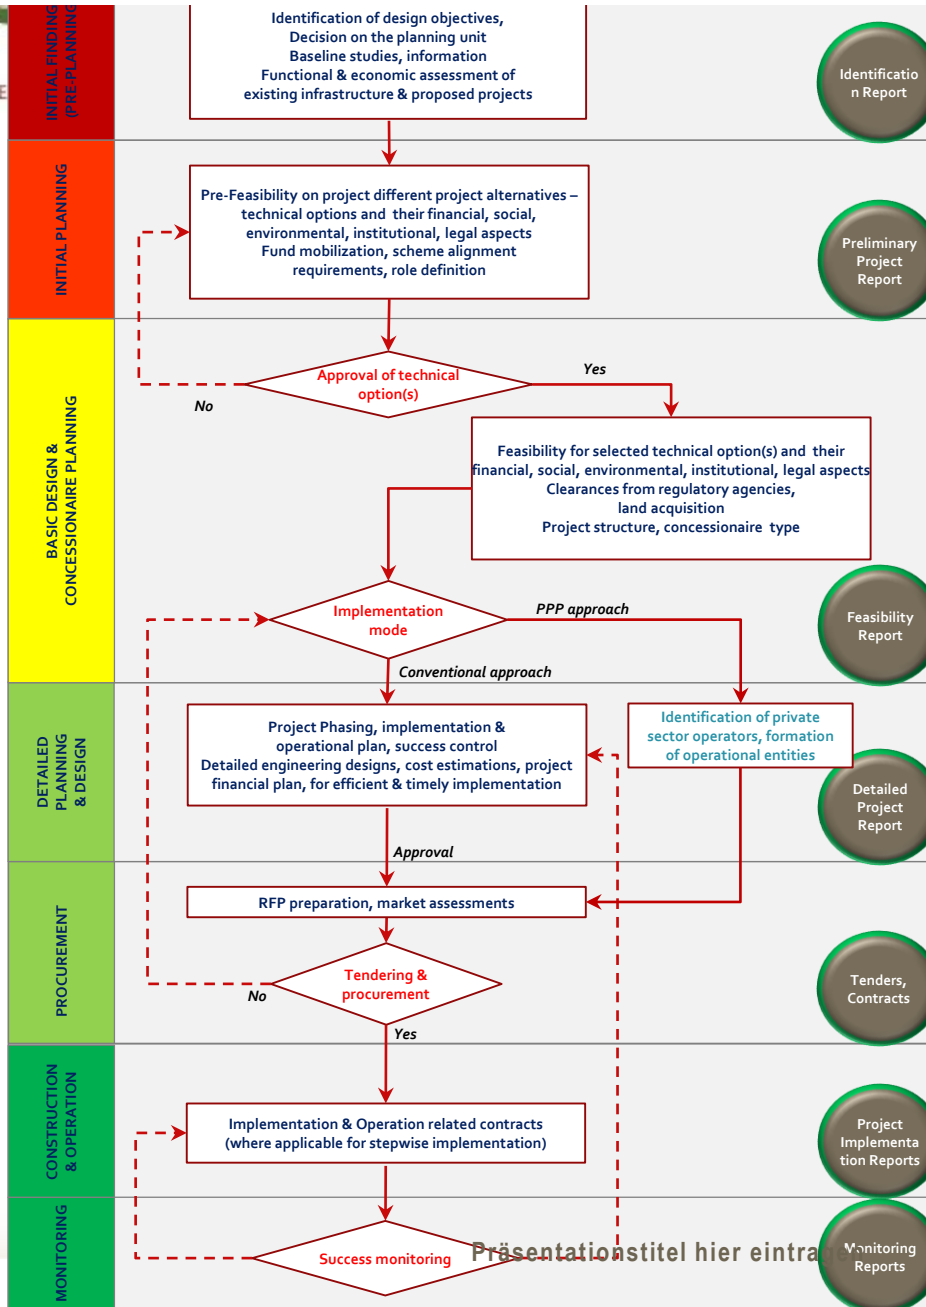 INITIAL FINDING
(PRE-PLANNING)
Identification of design objectives,
Decision on the planning unit
Baseline studies, information
Functional & economic assessment of
existing infrastructure & proposed projects
Identificatio
n Report
INITIAL PLANNING
Pre-Feasibility on project different project alternatives –
technical options and their financial, social,
environmental, institutional, legal aspects
Fund mobilization, scheme alignment
requirements, role definition
Preliminary
Project
Report
BASIC DESIGN &
CONCESSIONAIRE PLANNING
Approval of technical
option(s)
Yes
No
Feasibility for selected technical option(s) and their
financial, social, environmental, institutional, legal aspects
Clearances from regulatory agencies,
land acquisition
Project structure, concessionaire type
Implementation
mode
PPP approach
Conventional approach
Feasibility
Report
DETAILED
PLANNING
& DESIGN
Project Phasing, implementation &
operational plan, success control
Detailed engineering designs, cost estimations, project
financial plan, for efficient & timely implementation
Identification of private
sector operators, formation
of operational entities
Detailed
Project
Report
Approval
PROCUREMENT
RFP preparation, market assessments
Tendering &
procurement
No
Yes
Tenders,
Contracts
CONSTRUCTION
& OPERATION
Implementation & Operation related contracts
(where applicable for stepwise implementation)
Project
Implementa
tion Reports
MONITORING
Success monitoring
Präsentationstitel hier eintragen
Monitoring
Reports